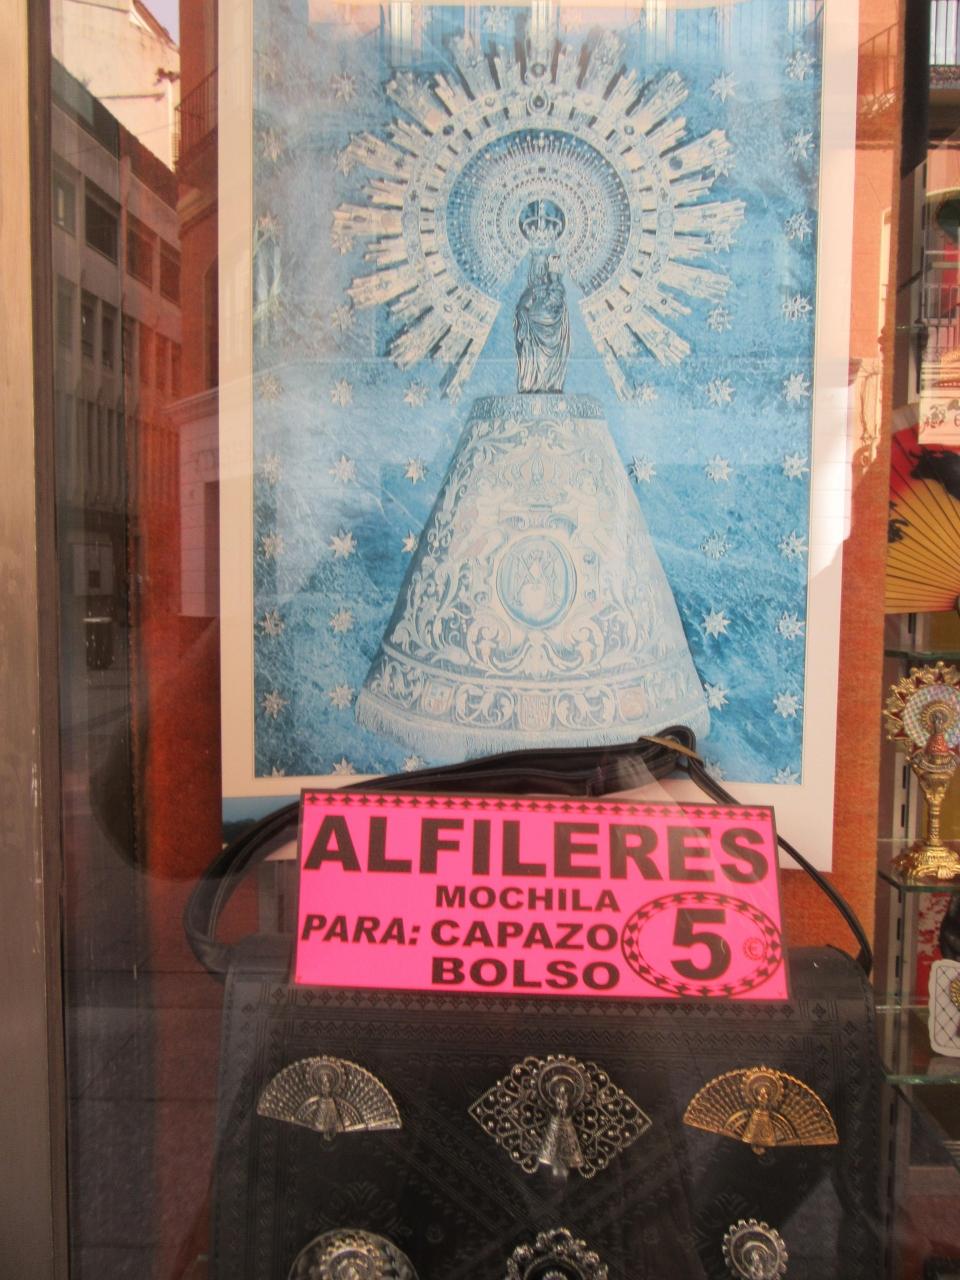 ALFILERES
MOCHILA
PARA: CAPAZO
BOLSO
5 €